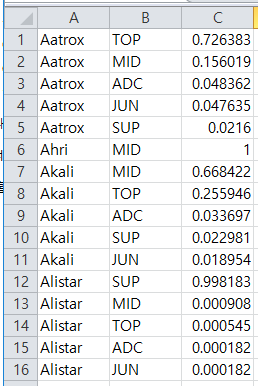 A B C
1 Aatrox TOP 0.726383
2 Aatrox MID 0.156019
3 Aatrox ADC 0.048362
4 Aatrox JUN 0.047635
5 Aatrox SUP 0.0216
6 Ahri MID 1
7 Akali MID 0.668422
8 Akali TOP 0.255946
9 Akali ADC 0.033697
10 Akali SUP 0.022981
11 Akali JUN 0.018954
12 Alistar SUP 0.998183
13 Alistar MID 0.000908
14 Alistar TOP 0.000545
15 Alistar ADC 0.000182
16 Alistar JUN 0.000182